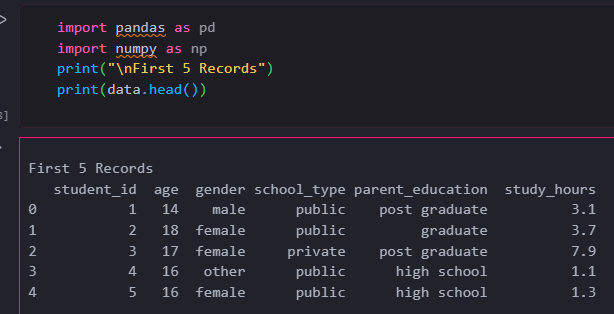 import pandas as pd
import numpy as np
print("\nFirst 5 Records")
print(data.head())
First 5 Records
student_id age gender school_type parent_education study_hours
0 1 14 male public post graduate 3.1
1 2 18 female public graduate 3.7
2 3 17 female private post graduate 7.9
3 4 16 other public high school 1.1
4 5 16 female public high school 1.3